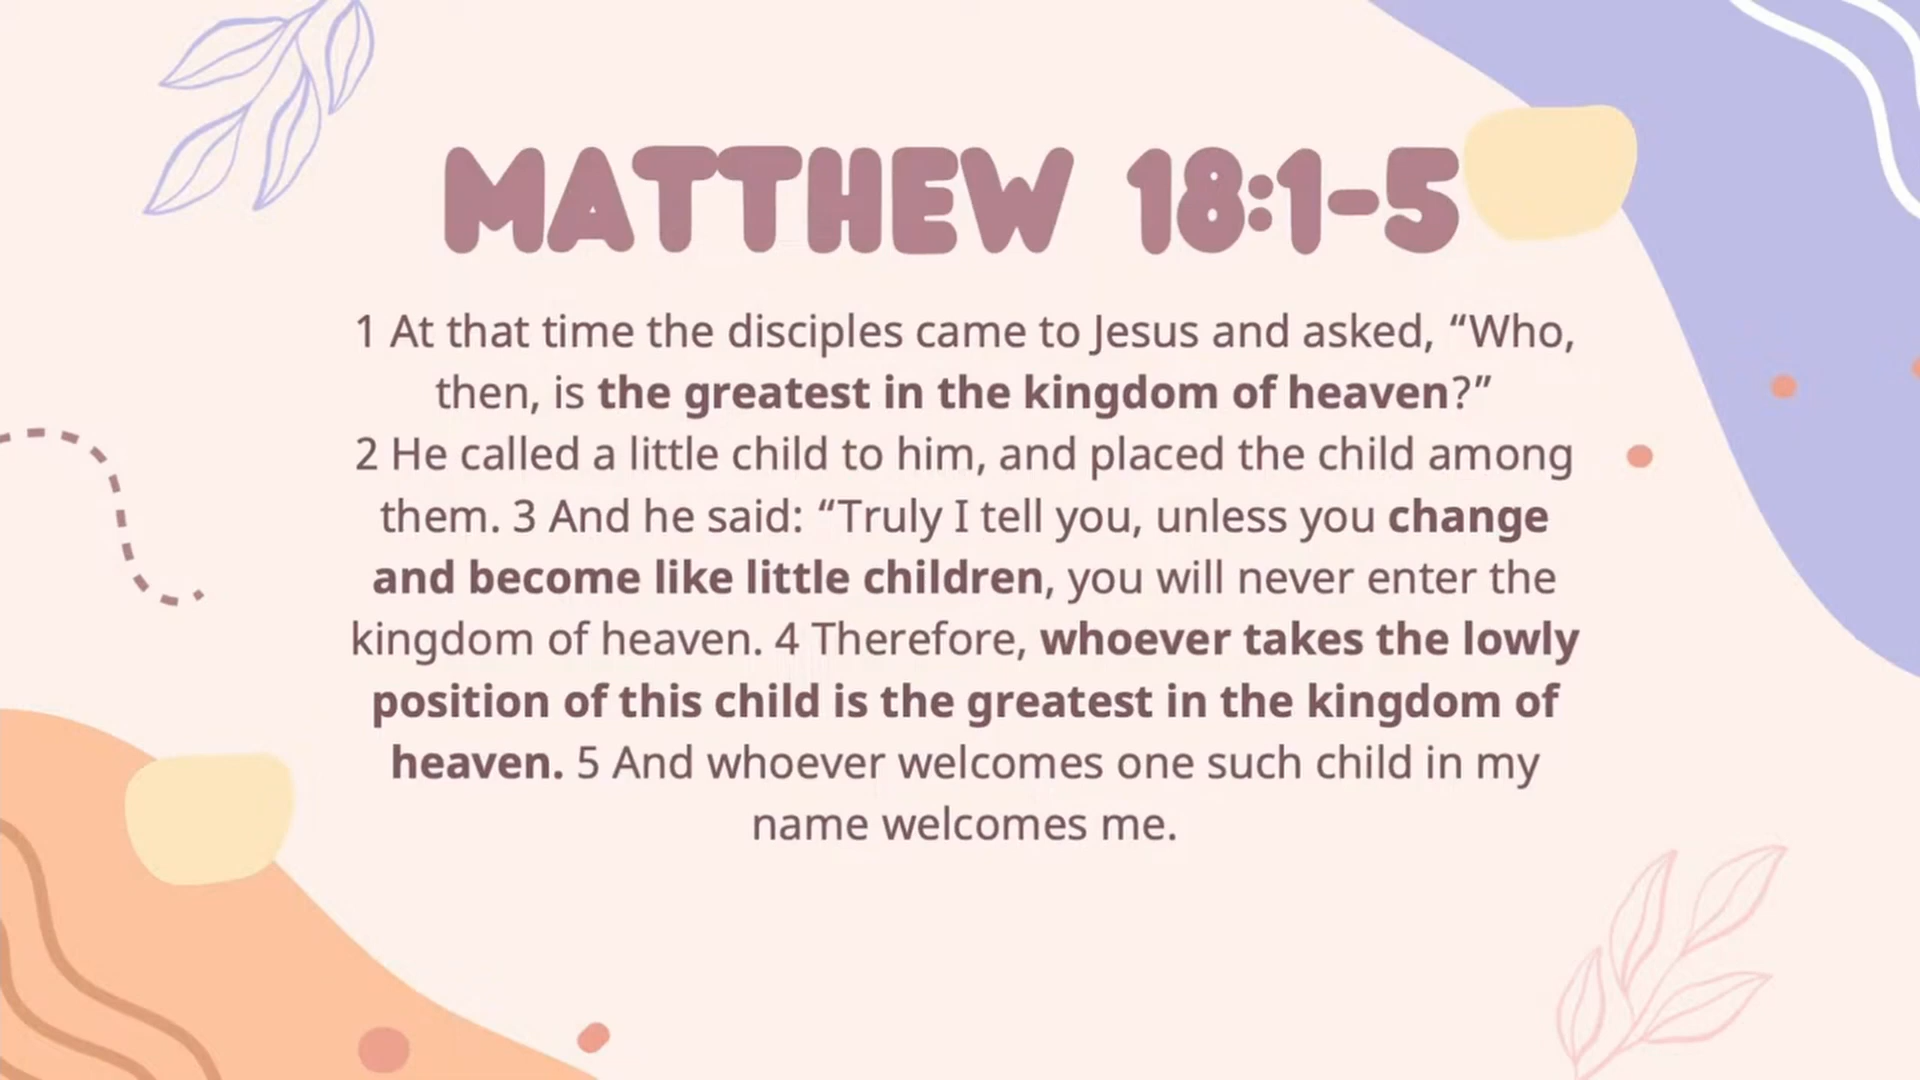 MATTHEW 18:1-5
1 At that time the disciples came to Jesus and asked, “Who,
then, is the greatest in the kingdom of heaven?”
2 He called a little child to him, and placed the child among
them. 3 And he said: “Truly I tell you, unless you change
and become like little children, you will never enter the
kingdom of heaven. 4 Therefore, whoever takes the lowly
position of this child is the greatest in the kingdom of
heaven. 5 And whoever welcomes one such child in my
name welcomes me.